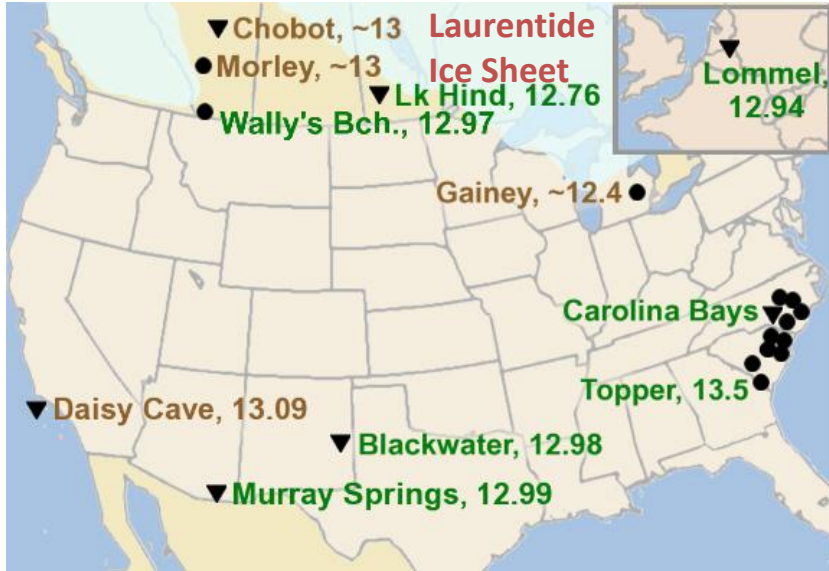 Chobot, ~13
Laurentide
Ice Sheet
Morley, ~13
Lk Hind, 12.76
Wally's Bch., 12.97
Lommel,
12.94
Gainey, ~12.4
Carolina Bays
Topper, 13.5
Daisy Cave, 13.09
Blackwater, 12.98
Murray Springs, 12.99